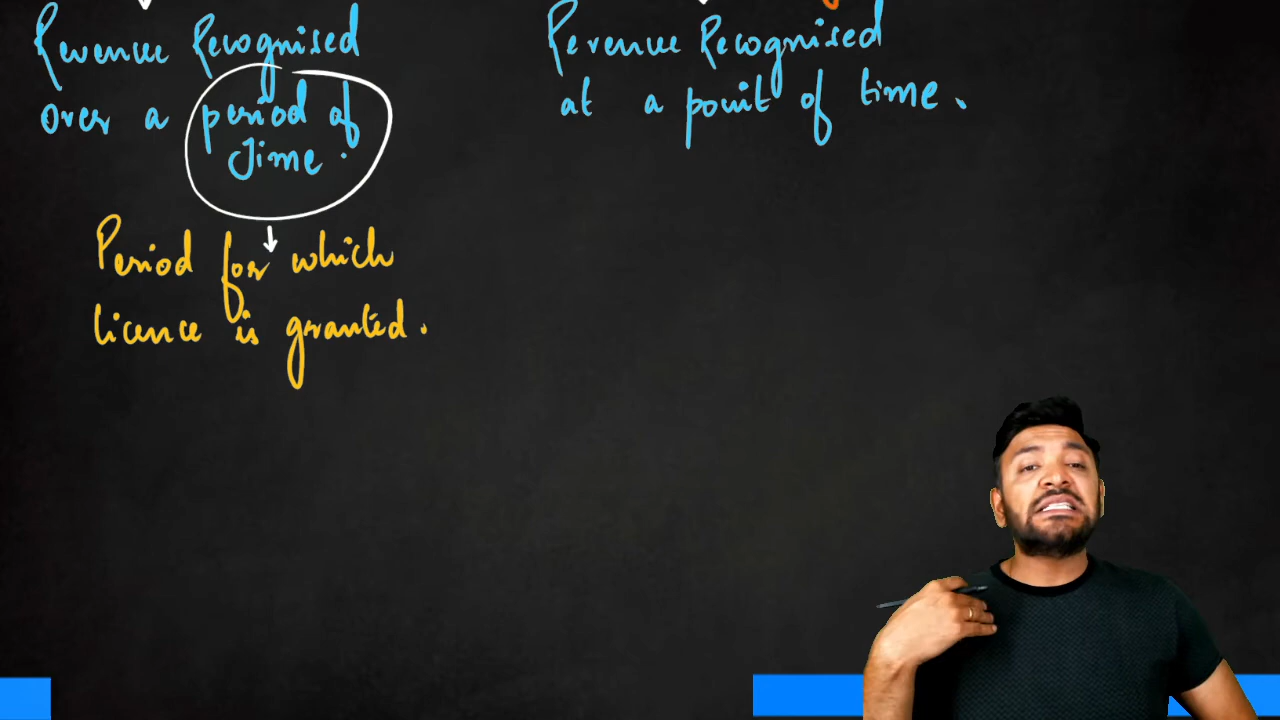 Revenue Recognised
over a period of
Time.
Period for which
licence is granted.
Revenue Recognised
at a point of time.